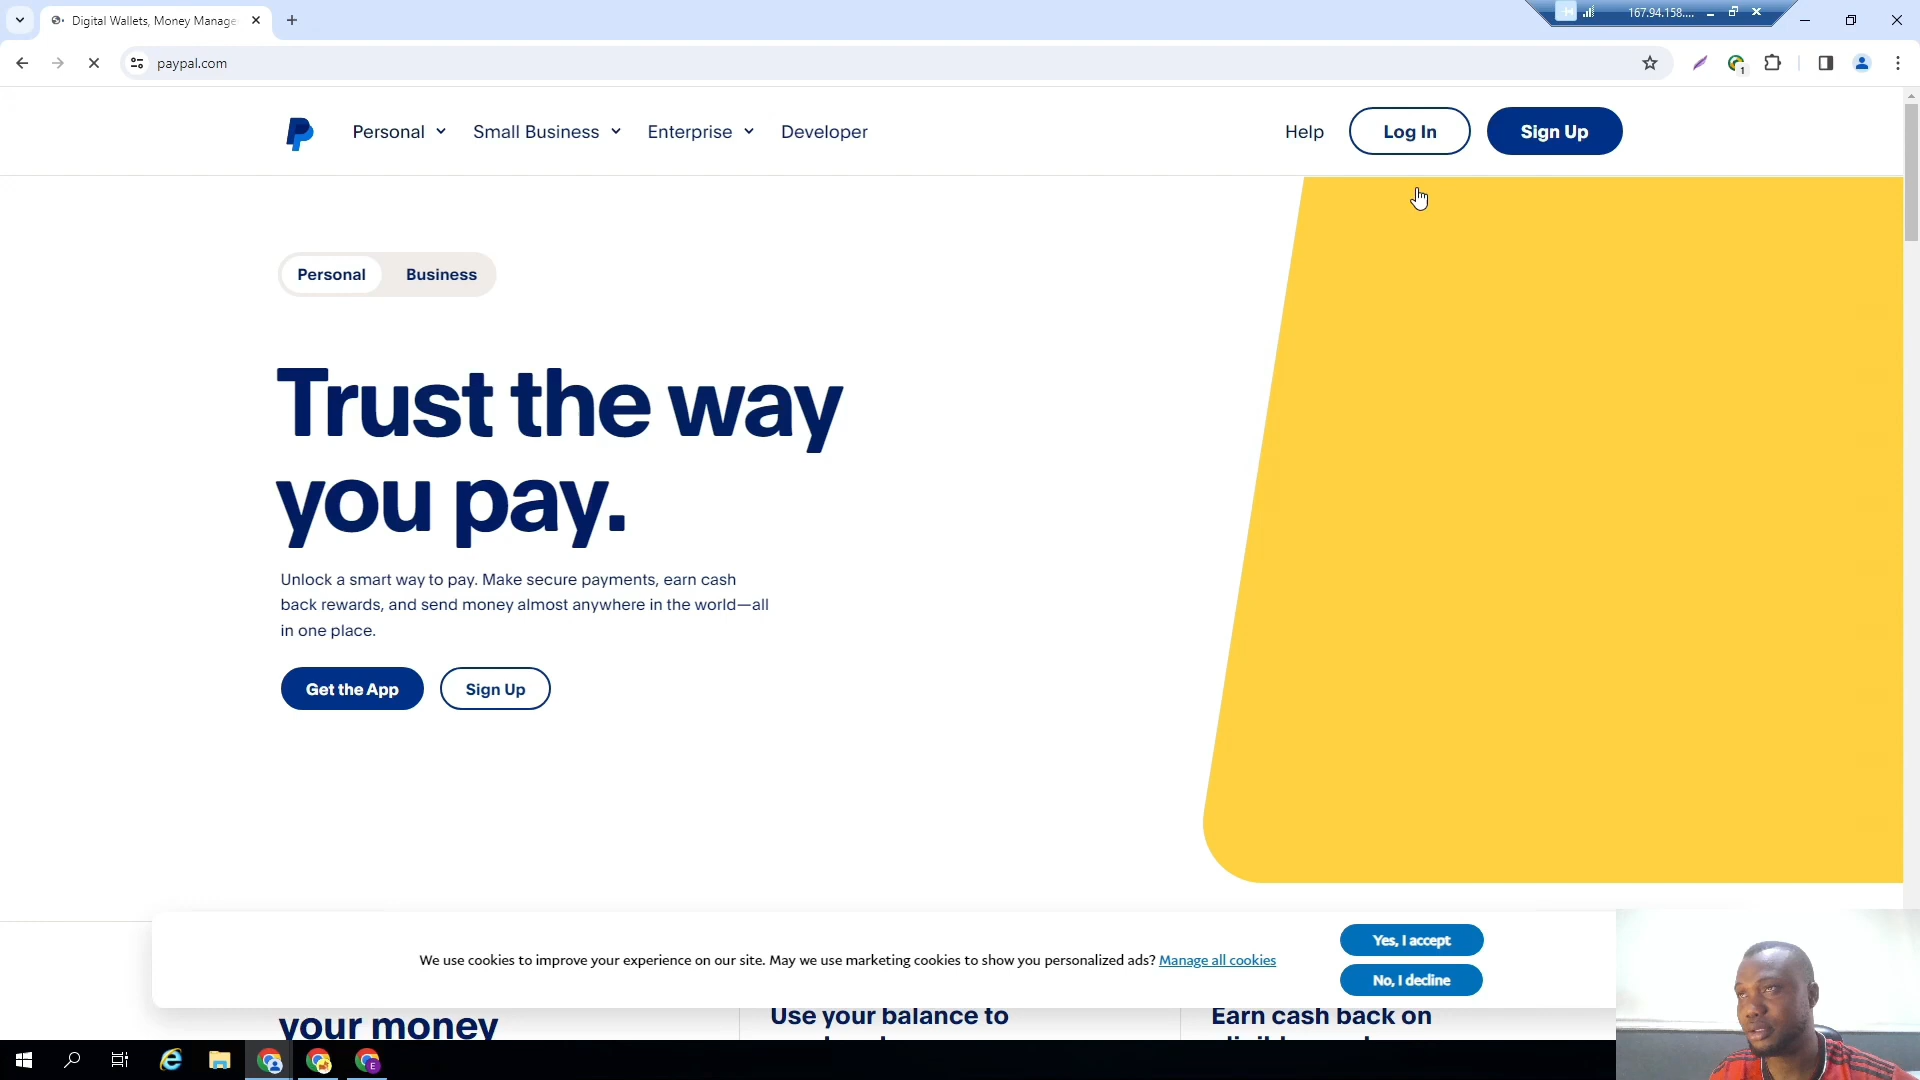 Digital Wallets, Money Manage
167.94.158....
paypal.com
1
Personal
Small Business
Enterprise
Developer
Help
Log In
Sign Up
Personal
Business
Trust the way
you pay.
Unlock a smart way to pay. Make secure payments, earn cash
back rewards, and send money almost anywhere in the world—all
in one place.
Get the App
Sign Up
We use cookies to improve your experience on our site. May we use marketing cookies to show you personalized ads? Manage all cookies
Yes, I accept
No, I decline
your money
Use your balance to
Earn cash back on
E